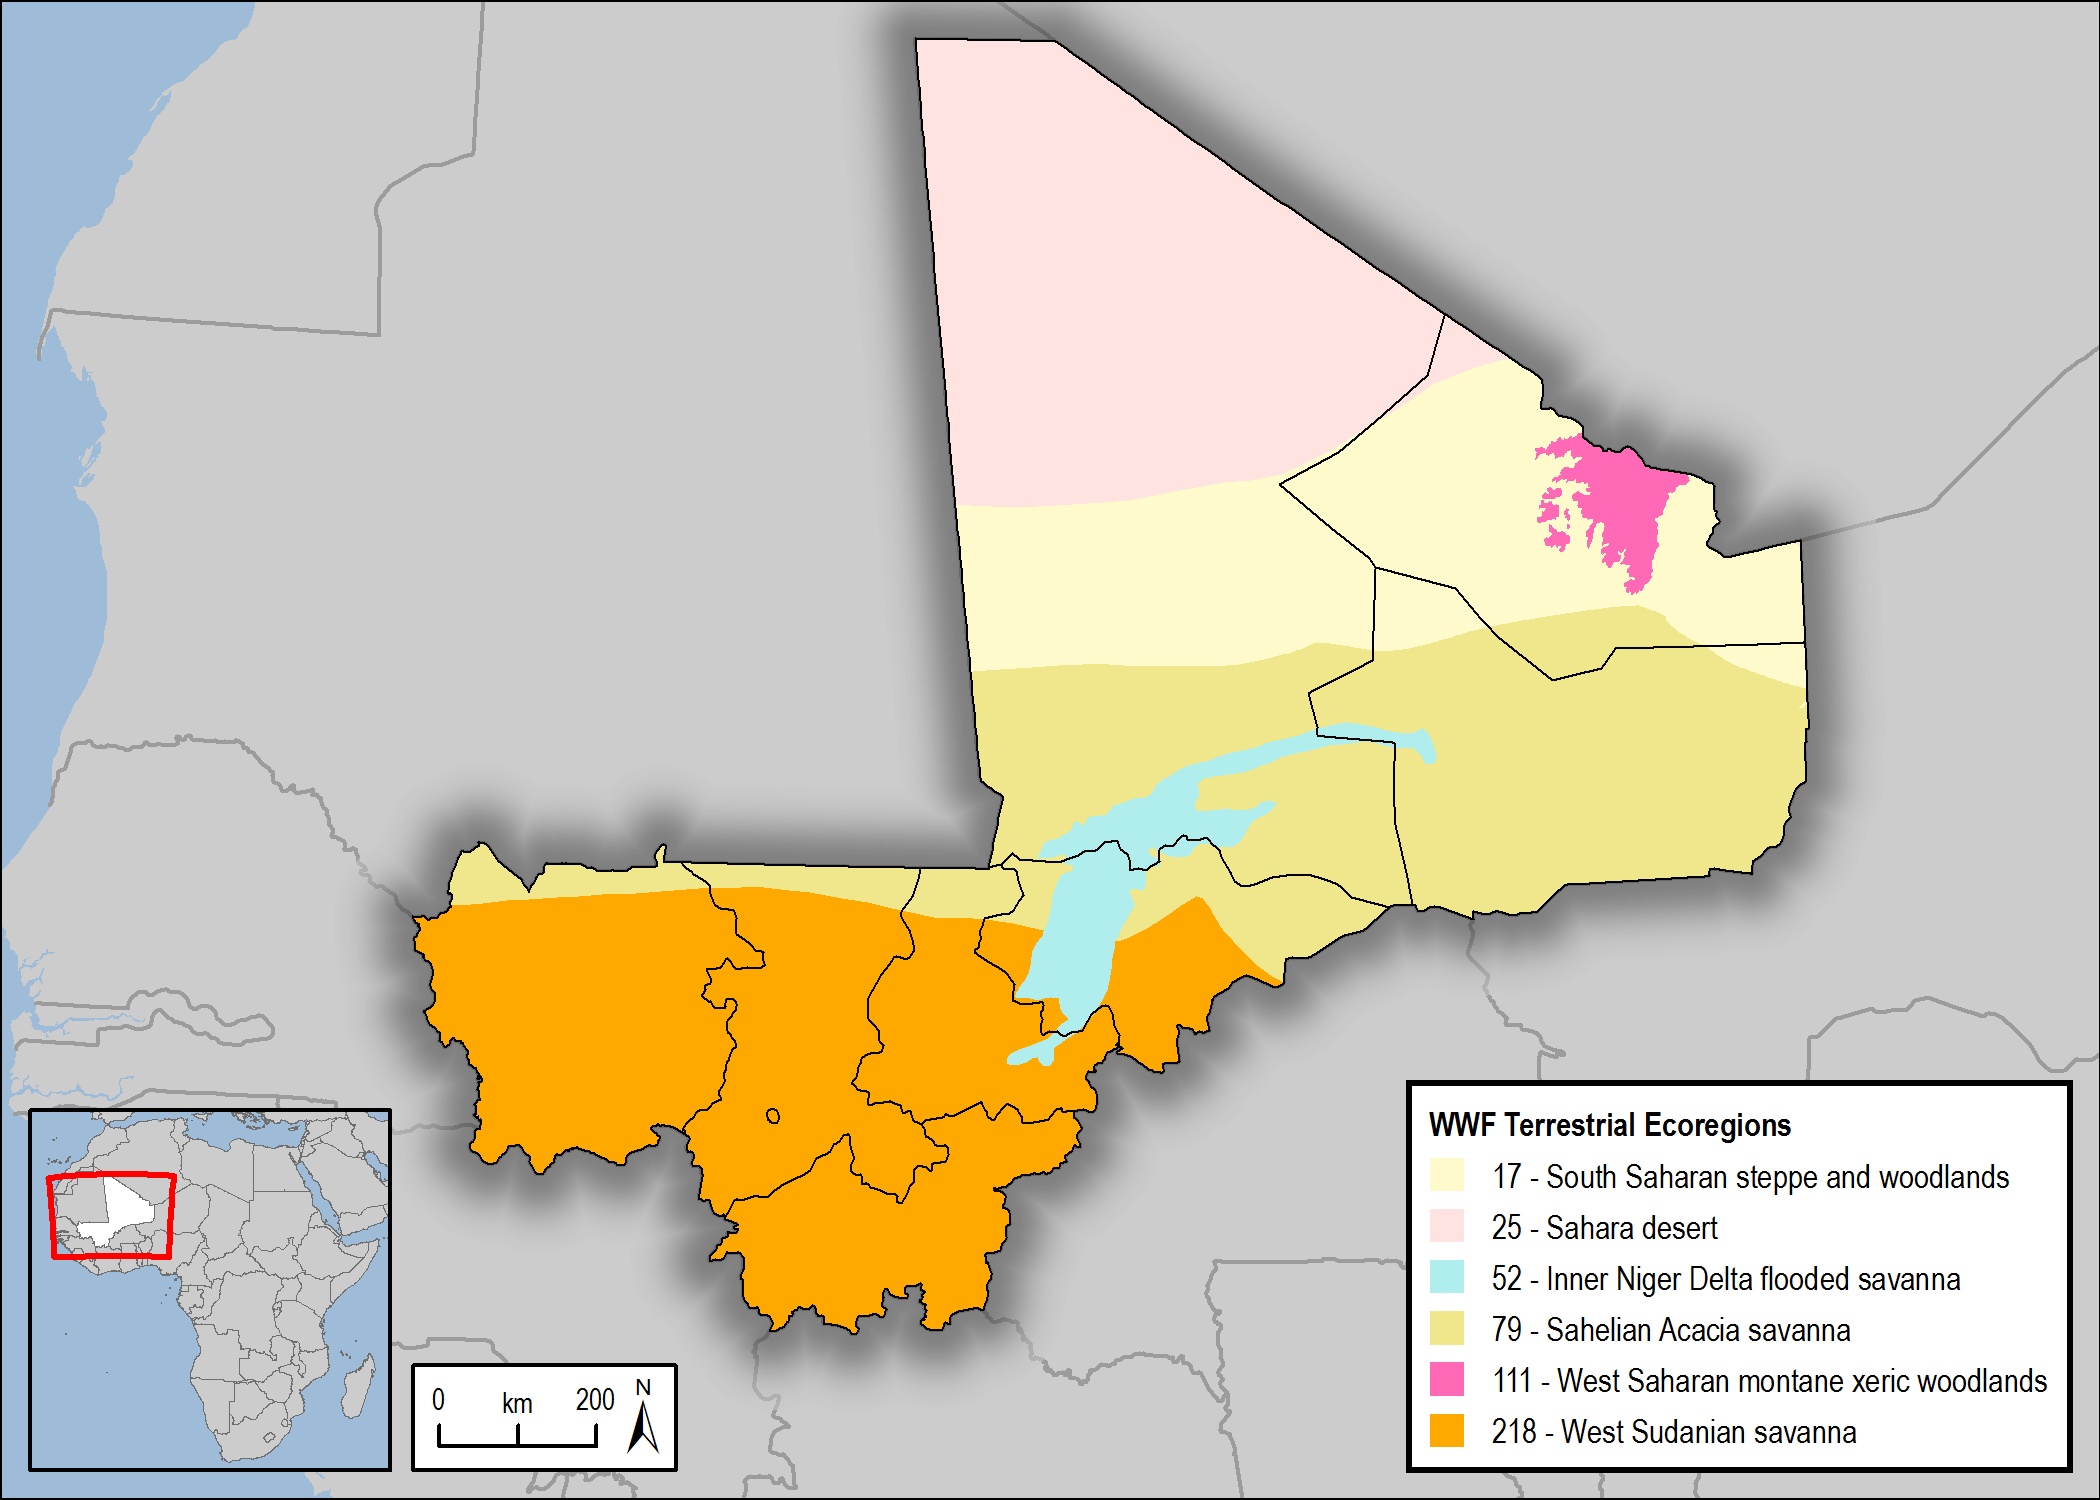 WWF Terrestrial Ecoregions
17 - South Saharan steppe and woodlands
25 - Sahara desert
52 - Inner Niger Delta flooded savanna
79 - Sahelian Acacia savanna
111 - West Saharan montane xeric woodlands
218 - West Sudanian savanna
0 km 200 N